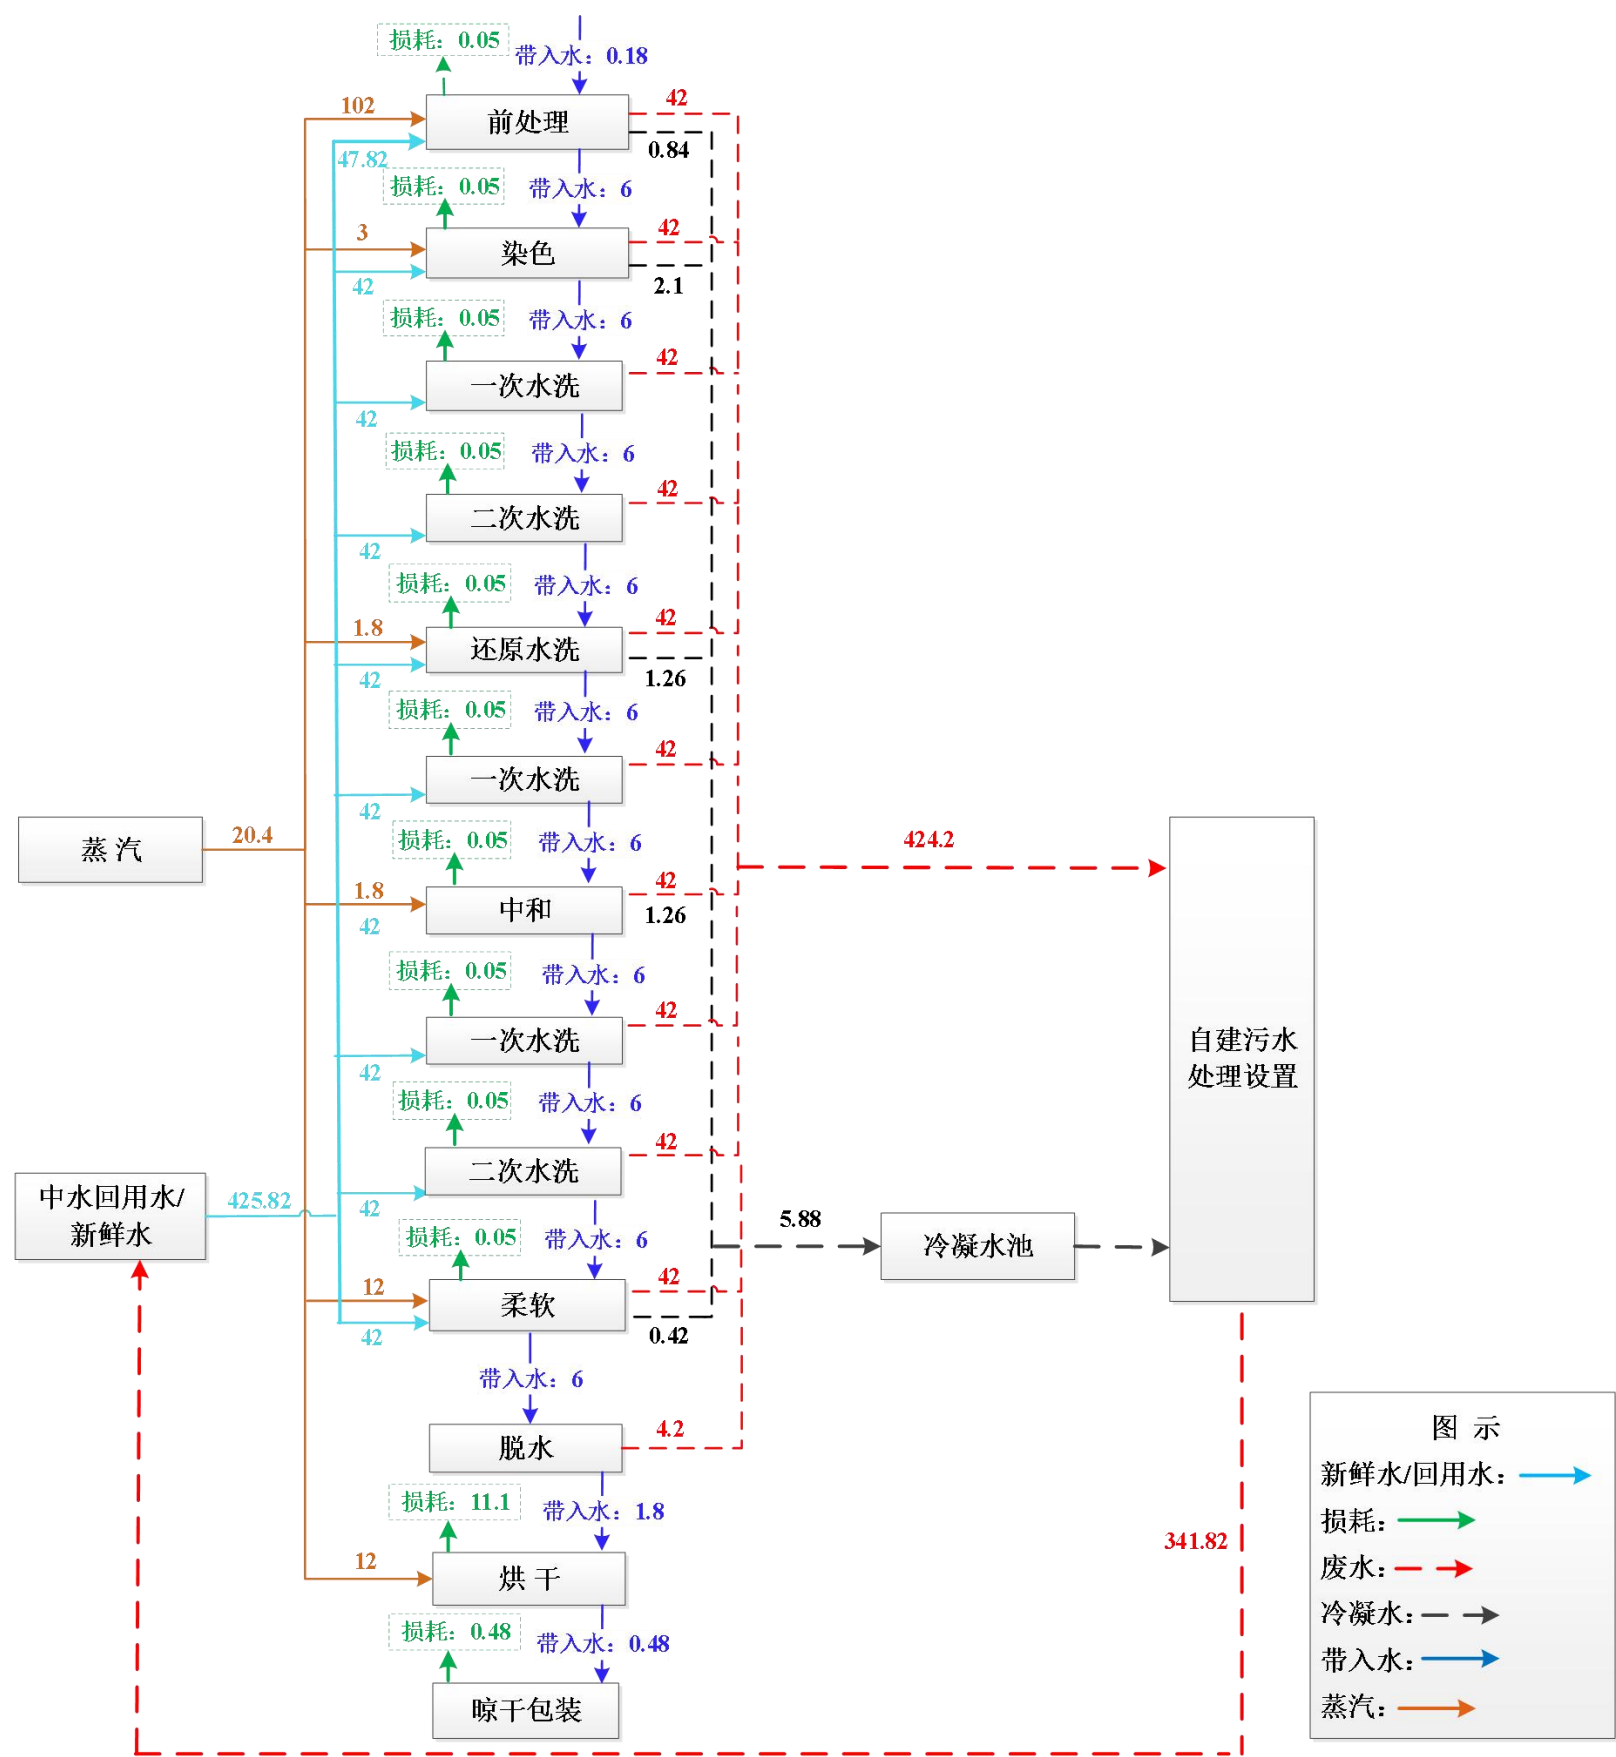 损耗：0.05
带入水：0.18
102
前处理
42
47.82
0.84
损耗：0.05
带入水：6
3
染色
42
42
2.1
损耗：0.05
带入水：6
一次水洗
42
42
损耗：0.05
带入水：6
二次水洗
42
42
损耗：0.05
带入水：6
1.8
还原水洗
42
42
1.26
损耗：0.05
带入水：6
一次水洗
42
42
蒸 汽
20.4
损耗：0.05
带入水：6
424.2
1.8
中和
42
42
1.26
损耗：0.05
带入水：6
一次水洗
42
42
自建污水
处理设置
损耗：0.05
带入水：6
二次水洗
42
42
中水回用水/
新鲜水
425.82
损耗：0.05
带入水：6
5.88
冷凝水池
12
柔软
42
42
0.42
带入水：6
脱水
4.2
损耗：11.1
带入水：1.8
12
烘 干
341.82
损耗：0.48
带入水：0.48
晾干包装
图 示
新鲜水/回用水：
损耗：
废水：
冷凝水：
带入水：
蒸汽：